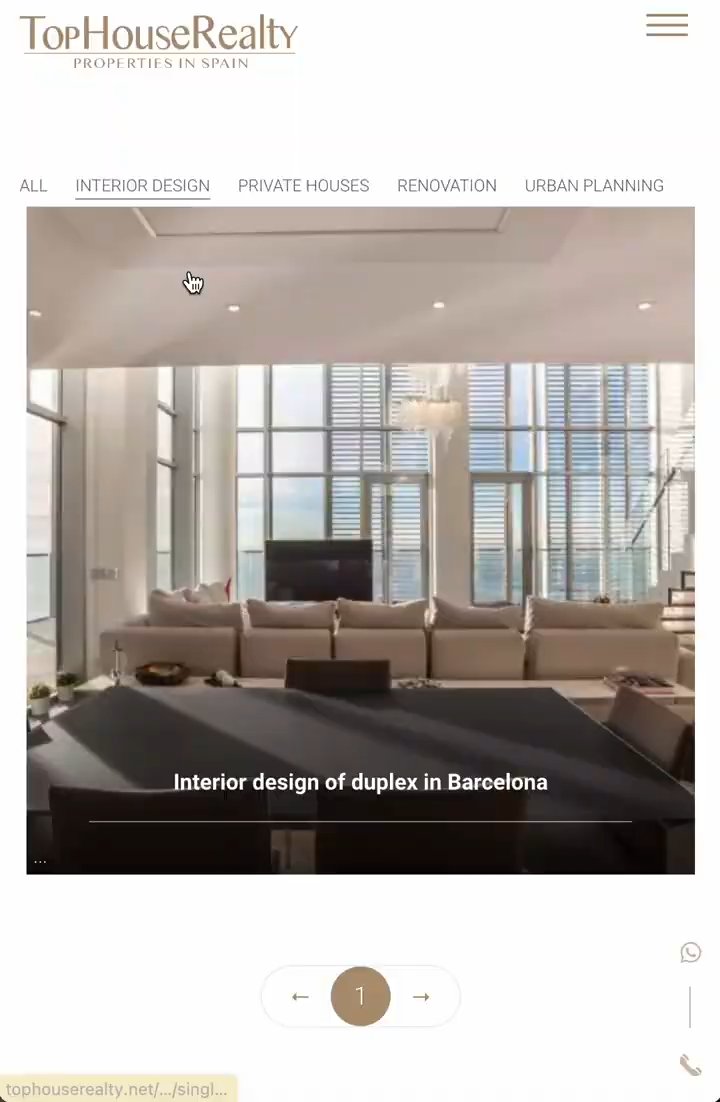 TopHouseRealty
PROPERTIES IN SPAIN
ALL INTERIOR DESIGN PRIVATE HOUSES RENOVATION URBAN PLANNING
Interior design of duplex in Barcelona
...
← 1 →
tophouserealty.net/.../singl...